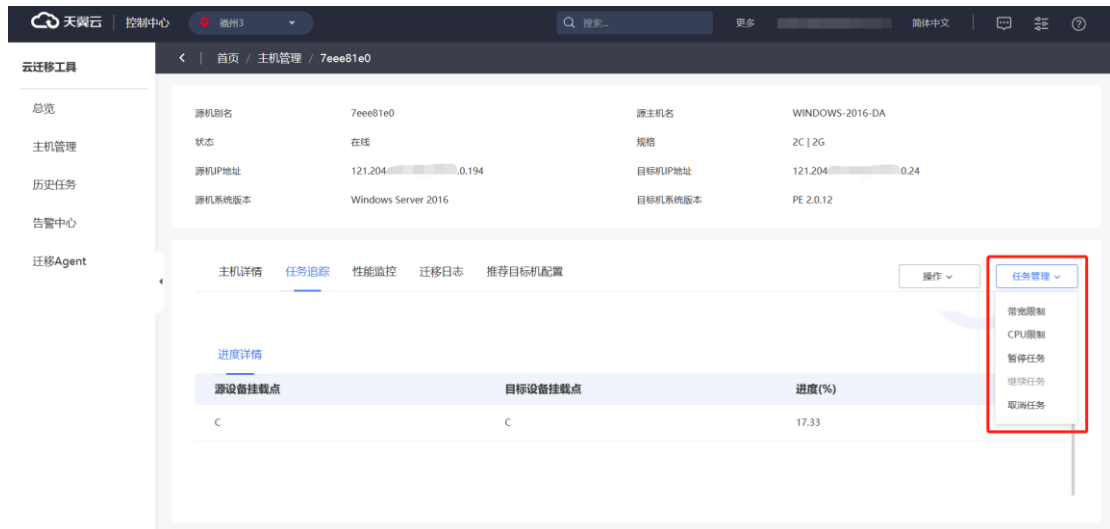 天翼云 控制中心 福州3 搜索... 更多 简体中文
云迁移工具
首页 / 主机管理 / 7eee81e0
总览
主机管理
历史任务
告警中心
迁移Agent
源机别名 7eee81e0 源主机名 WINDOWS-2016-DA
状态 在线 规格 2C | 2G
源机IP地址 121.204 .0.194 目标机IP地址 121.204 0.24
源机系统版本 Windows Server 2016 目标机系统版本 PE 2.0.12
主机详情 任务追踪 性能监控 迁移日志 推荐目标机配置 操作 任务管理
带宽限制
CPU限制
暂停任务
继续任务
取消任务
进度详情
源设备挂载点 目标设备挂载点 进度(%)
C C 17.33